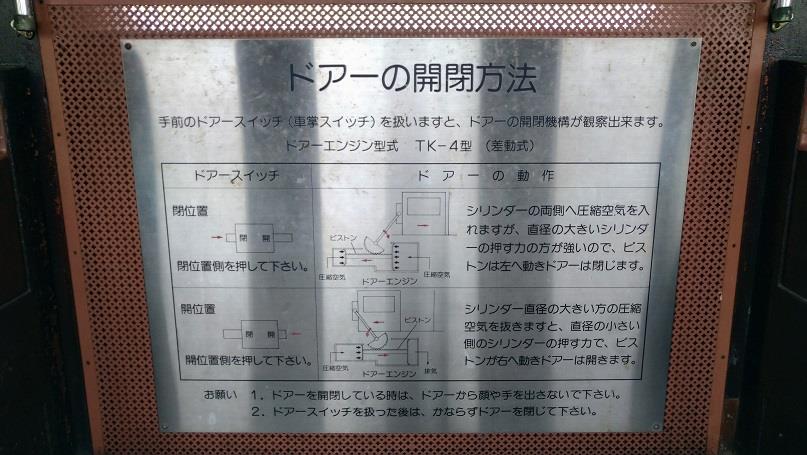 ドアーの開閉方法
手前のドアースイッチ(車掌スイッチ)を扱いますと、ドアーの開閉機構が観察出来ます。
ドアーエンジン型式 TK-4型 (差動式)
ドアースイッチ
ドアーの動作
閉位置
閉 開
閉位置側を押して下さい。
ピストン
圧縮空気
圧縮空気
ドアーエンジン
シリンダーの両側へ圧縮空気を入
れますが、直径の大きいシリンダ
ーの押す力の方が強いので、ピス
トンは左へ動きドアーは閉じます。
開位置
閉 開
開位置側を押して下さい。
ピストン
圧縮空気
排気
ドアーエンジン
シリンダー直径の大きい方の圧縮
空気を抜きますと、直径の小さい
側のシリンダーの押す力で、ピス
トンが右へ動きドアーは開きます。
お願い 1.ドアーを開閉している時は、ドアーから顔や手を出さないで下さい。
2.ドアースイッチを扱った後は、かならずドアーを閉じて下さい。